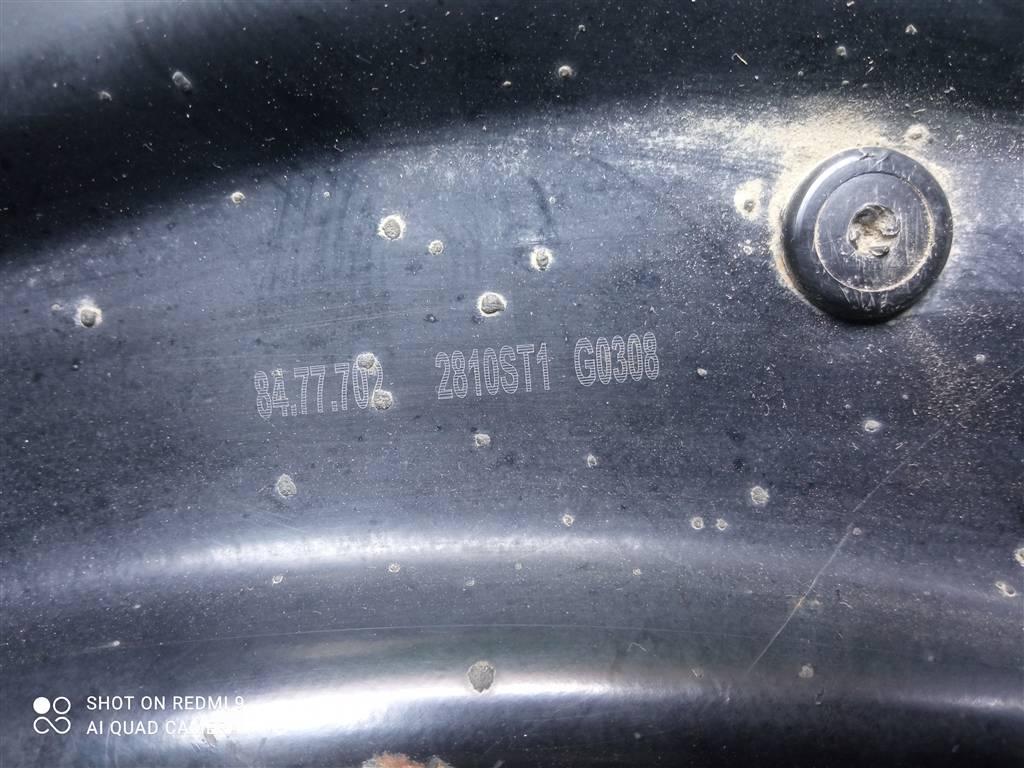 84.77.702 2810ST1 G0308
SHOT ON REDMI 9
AI QUAD CAMERA